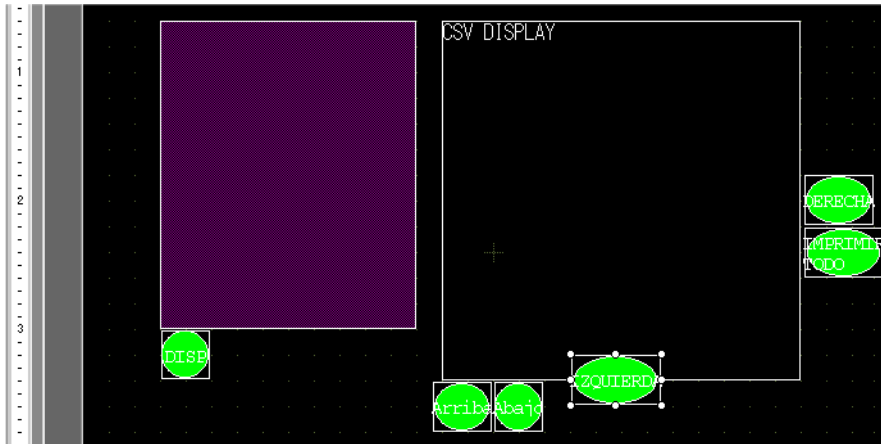 CSV DISPLAY
1
2
3
DERECHA
IMPRIMIR
TODO
DISP
IZQUIERDA
Arriba
Abajo